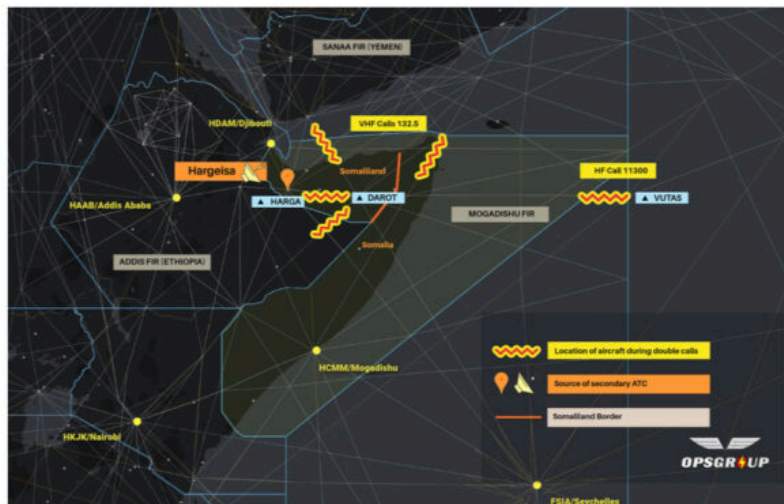 SANAA FIR (YEMEN)
HDAM/Djibouti
VHF Calls 132.5
Hargeisa
Somaliland
HF Call 11300
HAAB/Addis Ababa
▲ HARGA
▲ DAROT
▲ VUTAS
MOGADISHU FIR
ADDIS FIR (ETHIOPIA)
Somalia
HCMM/Mogadishu
Location of aircraft during double calls
Source of secondary ATC
Somaliland Border
HKJK/Nairobi
OPSGROUP
FSIA/Seychelles